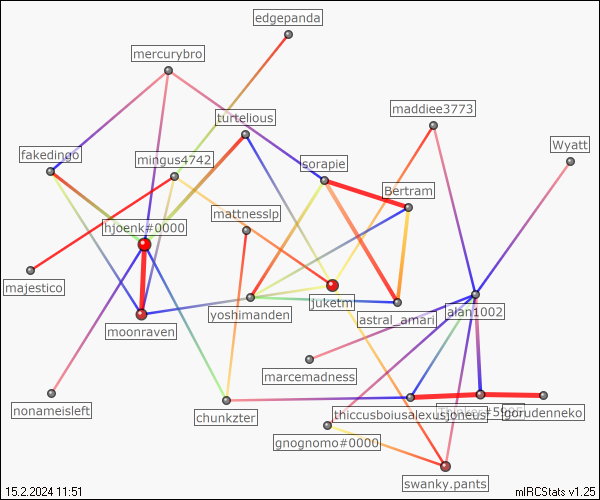 edgepanda
mercurybro
maddiee3773
turtelious
Wyatt
fakedingo
mingus4742
sorapie
Bertram
mattnesslp
hjoenk#0000
majestico
juketm
yoshimanden
astral_amari
alan1002
moonraven
marcemadness
nonameisleft
chunkzter
thiccusboiusalexusjoneus
gorudenneko
gnognomo#0000
swanky.pants
15.2.2024 11:51
mIRCStats v1.25